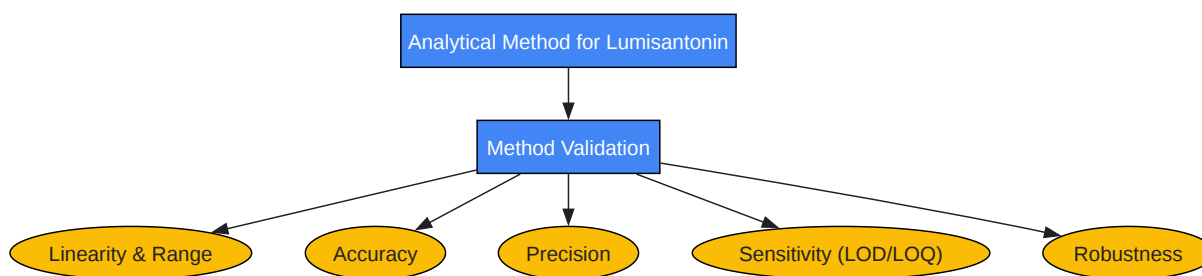 Analytical Method for Lumisantonin
Method Validation
Linearity & Range
Accuracy
Precision
Sensitivity (LOD/LOQ)
Robustness